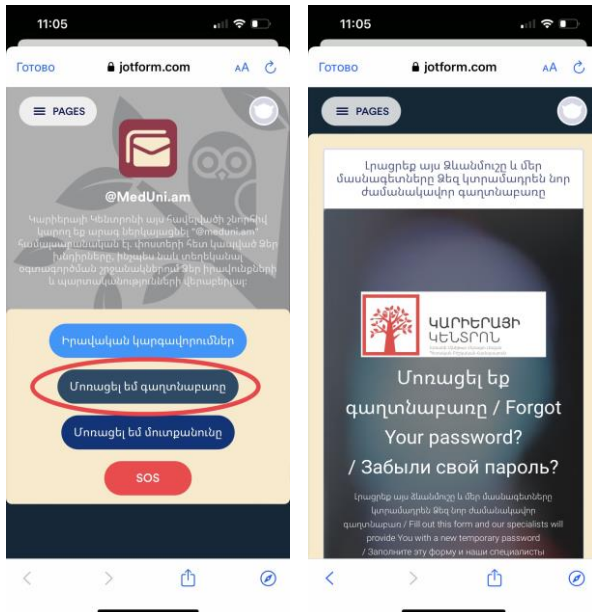 11:05
Готово
jotform.com
AA
PAGES
@MedUni.am
Կարիերայի Կենտրոնի այս հավելվածի շնորհիվ
կարող եք արագ ներկայացնել "@meduni.am"
համալսարանական էլ. փոստերի հետ կապված Ձեր
խնդիրները, ինչպես նաև տեղեկանալ
օգտագործման շրջանակներում Ձեր իրավունքների
և պարտականությունների վերաբերյալ:
Իրավական կարգավորումներ
Մոռացել եմ գաղտնաբառը
Մոռացել եմ մուտքանունը
SOS
11:05
Готово
jotform.com
AA
PAGES
Լրացրեք այս Ձևանմուշը և մեր
մասնագետները Ձեզ կտրամադրեն նոր
ժամանակավոր գաղտնաբառը
ԿԱՐԻԵՐԱՅԻ
ԿԵՆՏՐՈՆ
Մոռացել եք
գաղտնաբառը / Forgot
Your password?
/ Забыли свой пароль?
Լրացրեք այս ձևանմուշը և մեր մասնագետները
կտրամադրեն Ձեզ նոր ժամանակավոր
գաղտնաբառ / Fill out this form and our specialists will
provide You with a new temporary password
/ Заполните эту форму и наши специалисты